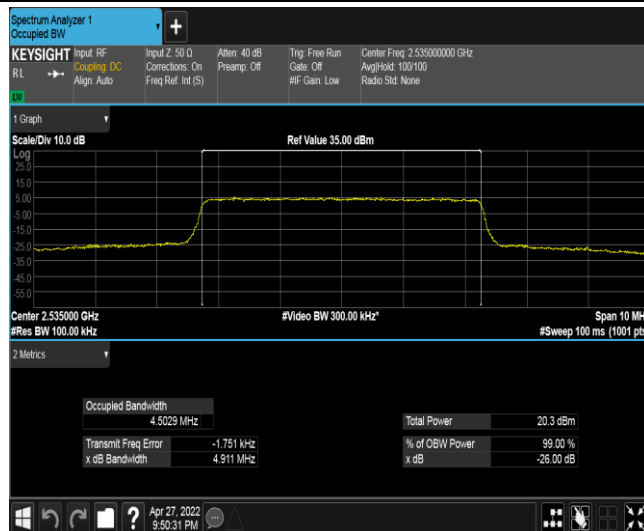 Spectrum Analyzer 1
Occupied BW
KEYSIGHT
RL
Input: RF
Coupling: DC
Align: Auto
Input Z: 50 Ω
Corrections: On
Freq Ref: Int (S)
Atten: 40 dB
Preamp: Off
Trig: Free Run
Gate: Off
#IF Gain: Low
Center Freq: 2.535000000 GHz
Avg|Hold: 100/100
Radio Std: None
1 Graph
Scale/Div 10.0 dB
Ref Value 35.00 dBm
Log
25.0
15.0
5.00
-5.00
-15.0
-25.0
-35.0
-45.0
-55.0
Center 2.535000 GHz
#Video BW 300.00 kHz*
Span 10 MH
#Res BW 100.00 kHz
#Sweep 100 ms (1001 pts
2 Metrics
Occupied Bandwidth
4.5029 MHz
Total Power 20.3 dBm
Transmit Freq Error -1.751 kHz
% of OBW Power 99.00 %
x dB Bandwidth 4.911 MHz
x dB -26.00 dB
?
Apr 27, 2022
9:50:31 PM